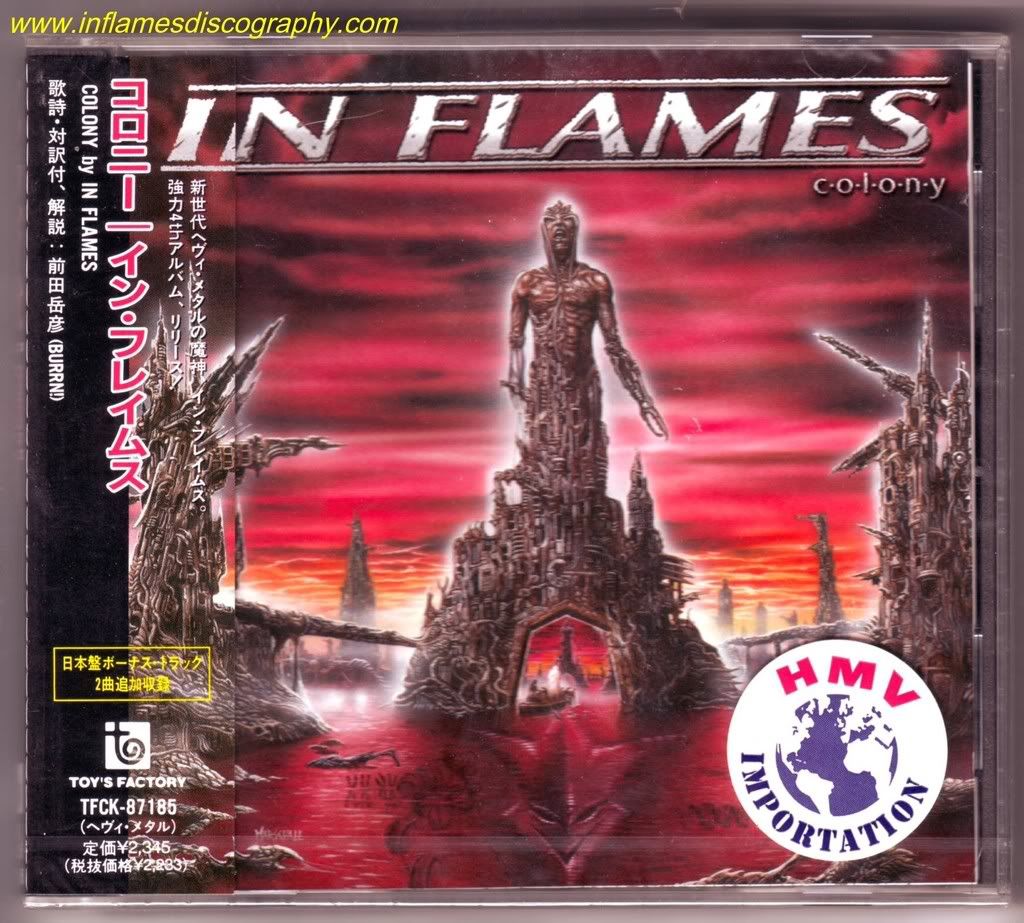 www.inflamesdiscography.com
IN FLAMES
c·o·l·o·n·y
コロニー | イン・フレイムス
COLONY by IN FLAMES
歌詩・対訳付、解説：前田岳彦 (BURRN!)
新世代ヘヴィ・メタルの魔神、イン・フレイムス。
強力4thアルバム、リリース!
日本盤ボーナス・トラック
2曲追加収録
TOY'S FACTORY
TFCK-87185
(ヘヴィ・メタル)
定価¥2,345
(税抜価格¥2,233)
HMV
IMPORTATION